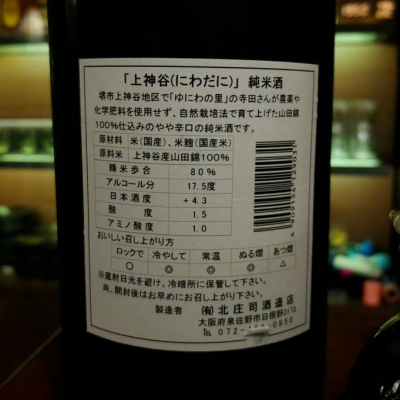 「上神谷(にわだに)」 純米酒
堺市上神谷地区で「ゆにわの里」の寺田さんが農薬や
化学肥料を使用せず、自然栽培法で育て上げた山田錦
100%仕込みのやや辛口の純米酒です。
原材料 米(国産)、米麹(国産米)
原料米 上神谷産山田錦100%
精米歩合 80%
アルコール分 17.5度
日本酒度 +4.3
酸度 1.5
アミノ酸度 1.0
おいしい召し上がり方
ロックで 冷やして 常温 ぬる燗 あつ燗
○ ◎ ◎ ◎ △
※直射日光を避け、冷暗所に保管して下さい。
尚、開封後はお早めにお召し上がり下さい。
製造者 (有)北庄司酒造店
大阪府泉佐野市日根野3173
TEL 072-
0850